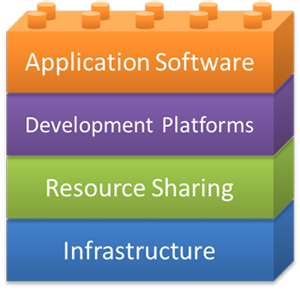 Application Software
Development Platforms
Resource Sharing
Infrastructure